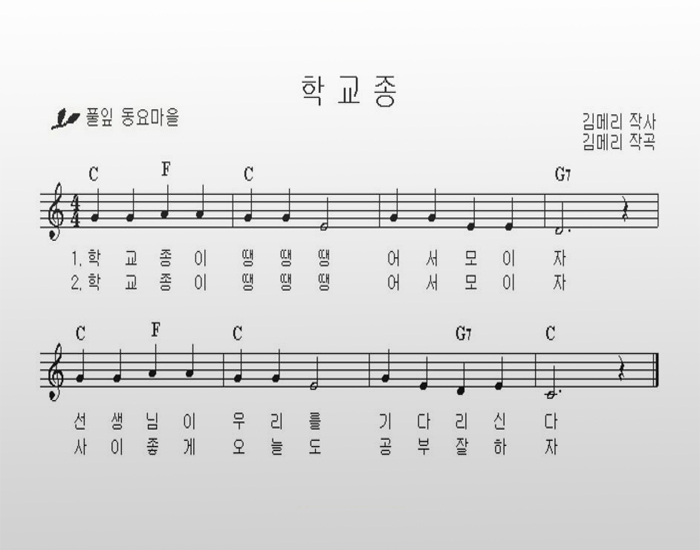 학교종
풀잎 동요마을
김메리 작사
김메리 작곡
C F C G7
4
4
1. 학 교 종 이 땡 땡 땡 어 서 모 이 자
2. 학 교 종 이 땡 땡 땡 어 서 모 이 자
C F C G7 C
선 생 님 이 우 리 를 기 다 리 신 다
사 이 좋 게 오 늘 도 공 부 잘 하 자